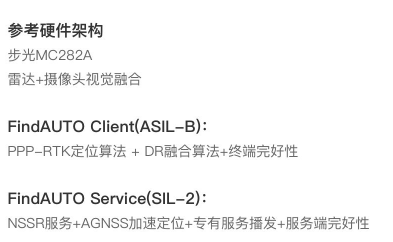 参考硬件架构
步光MC282A
雷达+摄像头视觉融合
FindAUTO Client(ASIL-B)：
PPP-RTK定位算法 + DR融合算法+终端完好性
FindAUTO Service(SIL-2)：
NSSR服务+AGNSS加速定位+专有服务播发+服务端完好性